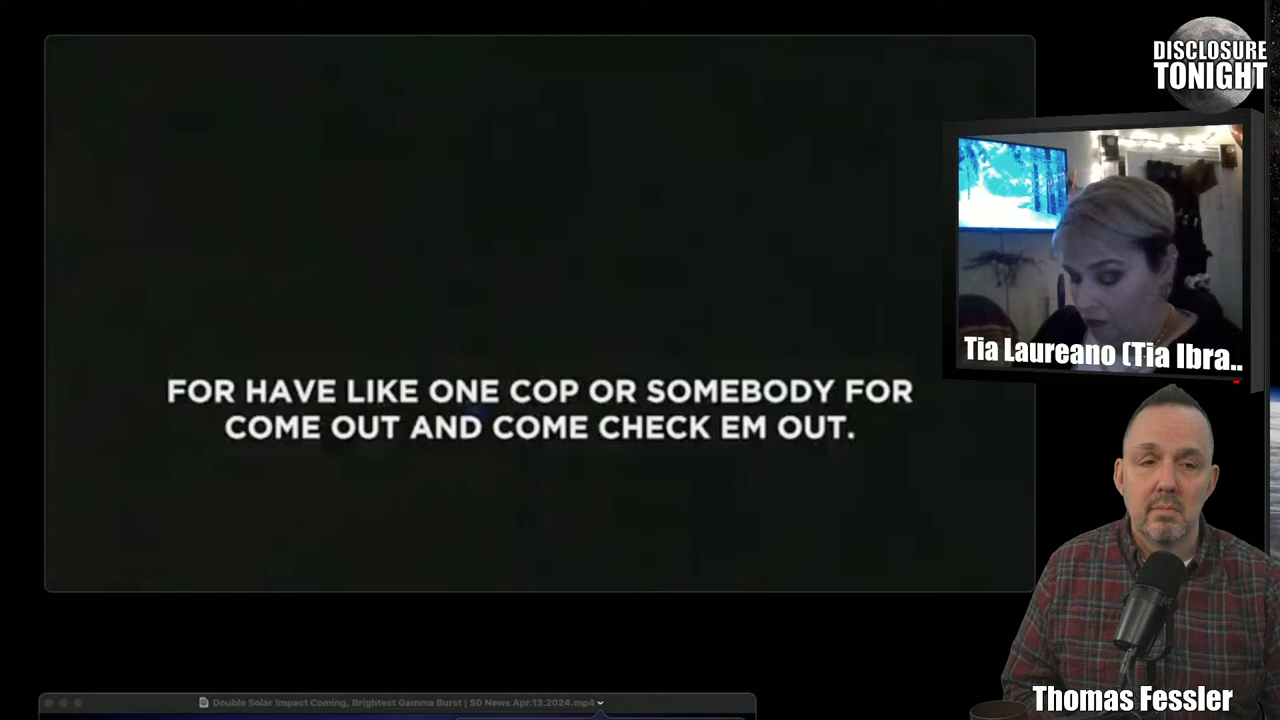 DISCLOSURE
TONIGHT
FOR HAVE LIKE ONE COP OR SOMEBODY FOR
COME OUT AND COME CHECK EM OUT.
Tia Laureano (Tia Ibra..
Thomas Fessler
Double Solar Impact Coming, Brightest Gamma Burst | S0 News Apr.13.2024.mp4